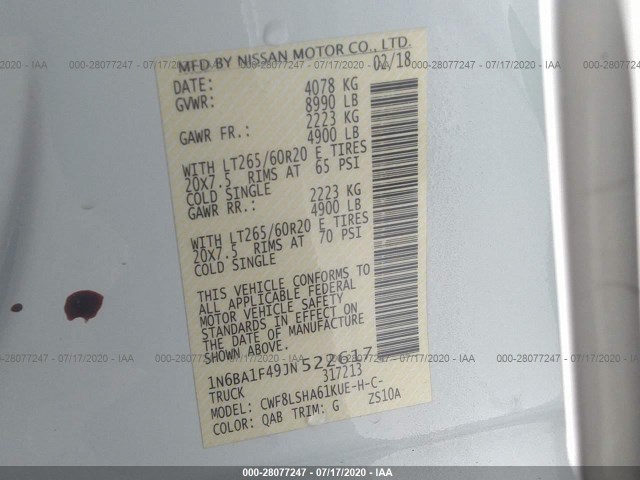 000-28077247 - 07/17/2020 - IAA
MFD BY NISSAN MOTOR CO., LTD.
DATE: 02/18
GVWR: 4078 KG
8990 LB
GAWR FR.: 2223 KG
4900 LB
WITH LT265/60R20 E TIRES
20X7.5 RIMS AT 65 PSI
COLD SINGLE
GAWR RR.: 2223 KG
4900 LB
WITH LT265/60R20 E TIRES
20X7.5 RIMS AT 70 PSI
COLD SINGLE
THIS VEHICLE CONFORMS TO
ALL APPLICABLE FEDERAL
MOTOR VEHICLE SAFETY
STANDARDS IN EFFECT ON
THE DATE OF MANUFACTURE
SHOWN ABOVE.
1N6BA1F49JN522617
TRUCK 317213
MODEL: CWF8LSHA61KUE-H-C-
COLOR: QAB TRIM: G ZS10A
000-28077247 - 07/17/2020 - IAA